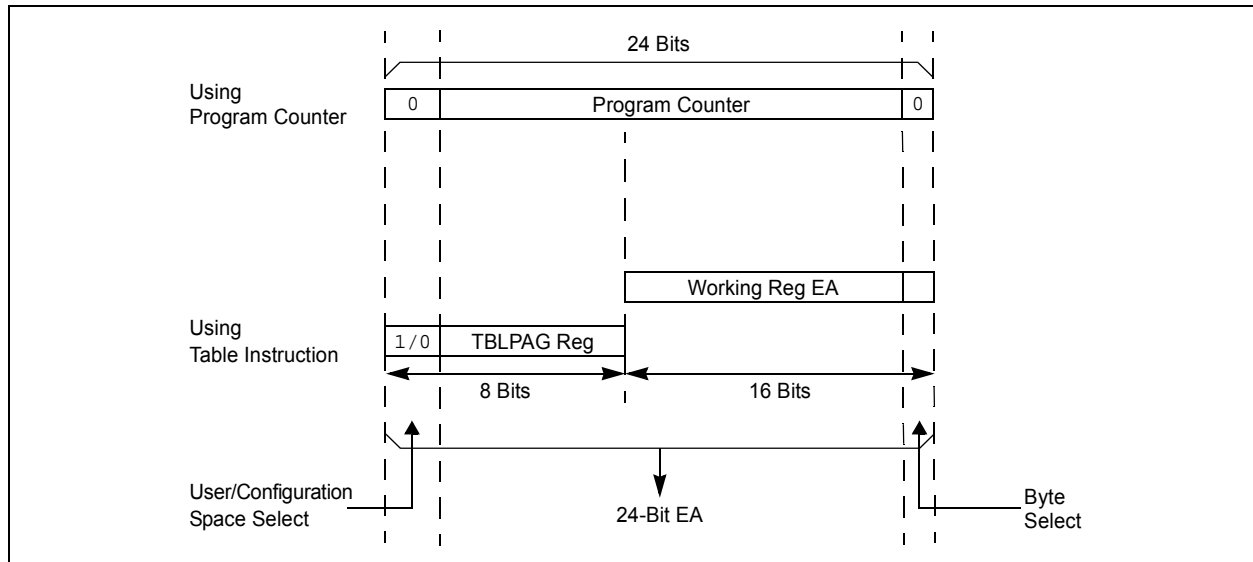 24 Bits
Using
Program Counter
0
Program Counter
0
Working Reg EA
Using
Table Instruction
1/0
TBLPAG Reg
8 Bits
16 Bits
User/Configuration
Space Select
24-Bit EA
Byte
Select